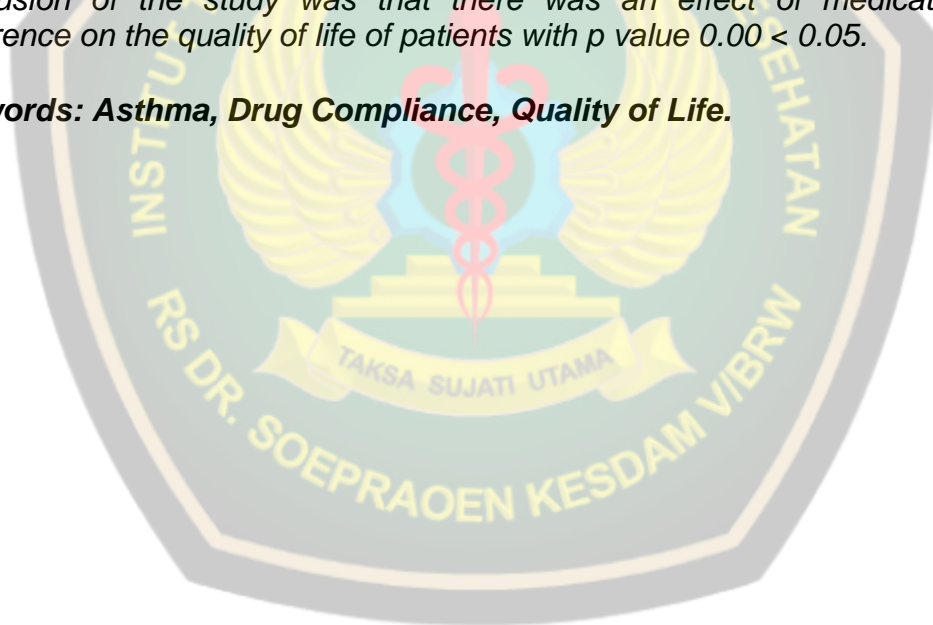 usion of the study was that there was an effect of medicat
rence on the quality of life of patients with p value 0.00 < 0.05.
words: Asthma, Drug Compliance, Quality of Life.
INSTITU
ESEHATAN
RS DR. SOEPRAOEN KESDAM V/BRW
TAKSA SUJATI UTAMA